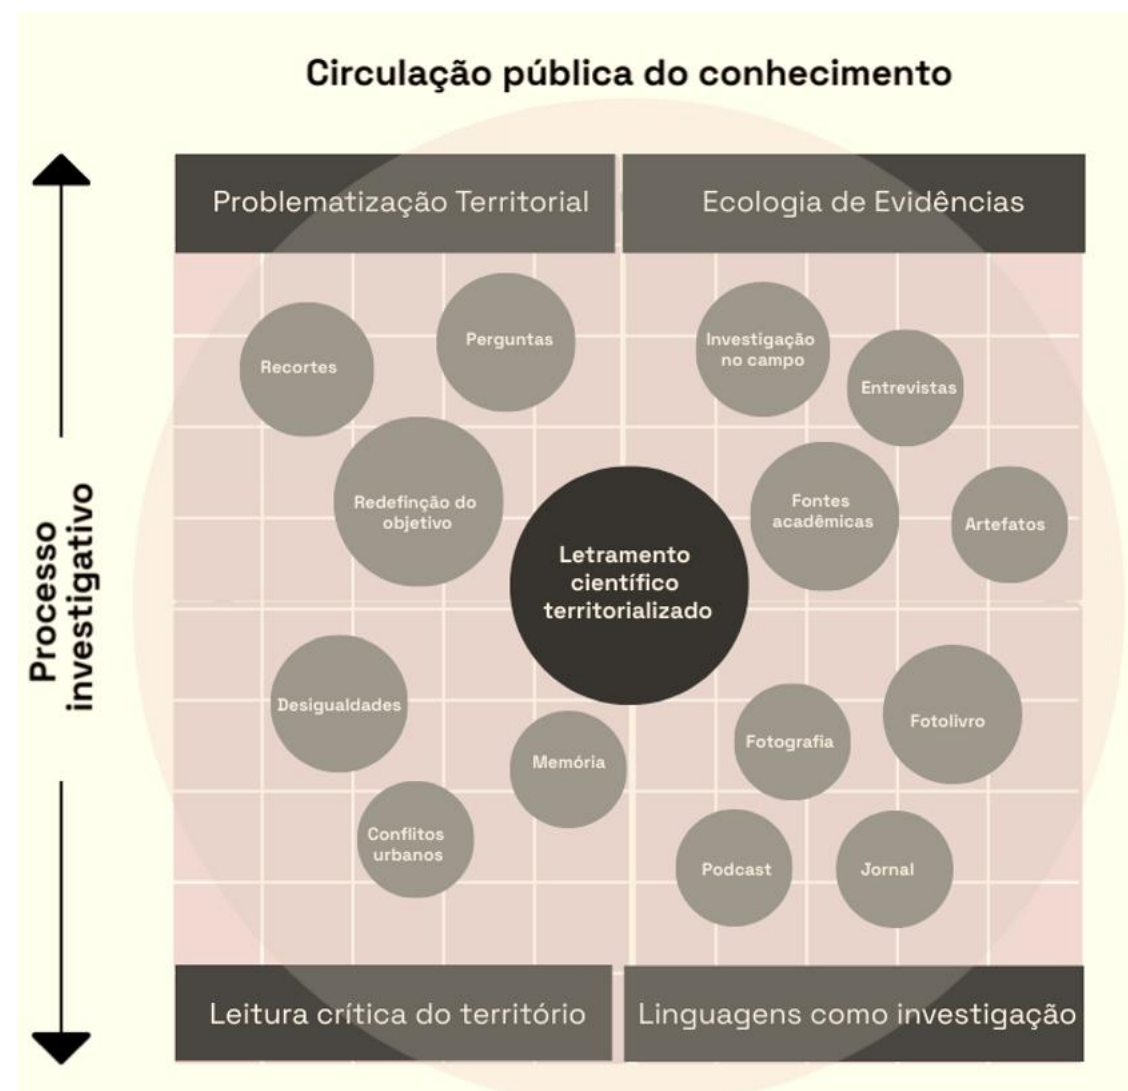 Circulação pública do conhecimento
Problematização Territorial
Ecologia de Evidências
Processo
investigativo
Recortes
Perguntas
Redefinção do
objetivo
Investigação
no campo
Entrevistas
Fontes
acadêmicas
Artefatos
Letramento
científico
territorializado
Desigualdades
Memória
Conflitos
urbanos
Fotografia
Fotolivro
Podcast
Jornal
Leitura crítica do território
Linguagens como investigação